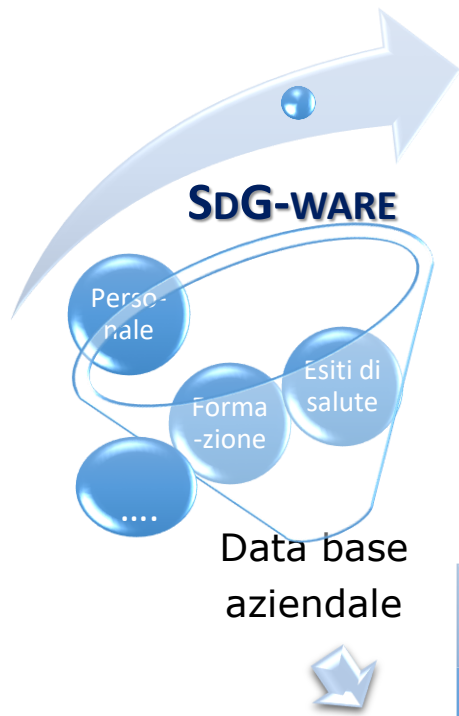 SDG-WARE
Perso-
nale
Esiti di
salute
Forma
-zione
....
Data base
aziendale